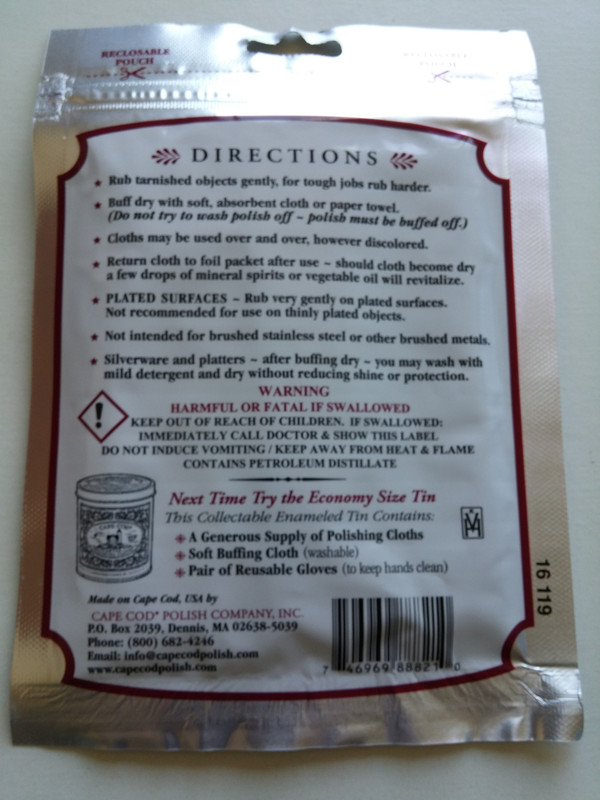 RECLOSABLE
POUCH
RECLOSABLE
POUCH
DIRECTIONS
★ Rub tarnished objects gently, for tough jobs rub harder.
★ Buff dry with soft, absorbent cloth or paper towel.
(Do not try to wash polish off ~ polish must be buffed off.)
★ Cloths may be used over and over, however discolored.
★ Return cloth to foil packet after use ~ should cloth become dry
a few drops of mineral spirits or vegetable oil will revitalize.
★ PLATED SURFACES ~ Rub very gently on plated surfaces.
Not recommended for use on thinly plated objects.
★ Not intended for brushed stainless steel or other brushed metals.
★ Silverware and platters ~ after buffing dry ~ you may wash with
mild detergent and dry without reducing shine or protection.
WARNING
HARMFUL OR FATAL IF SWALLOWED
KEEP OUT OF REACH OF CHILDREN. IF SWALLOWED:
IMMEDIATELY CALL DOCTOR & SHOW THIS LABEL
DO NOT INDUCE VOMITING / KEEP AWAY FROM HEAT & FLAME
CONTAINS PETROLEUM DISTILLATE
Next Time Try the Economy Size Tin
This Collectable Enameled Tin Contains:
A Generous Supply of Polishing Cloths
Soft Buffing Cloth (washable)
Pair of Reusable Gloves (to keep hands clean)
CAPE COD
Made on Cape Cod, USA by
CAPE COD® POLISH COMPANY, INC.
P.O. Box 2039, Dennis, MA 02638-5039
Phone: (800) 682-4246
Email: info@capecodpolish.com
www.capecodpolish.com
7 46969 88821 0
16 119